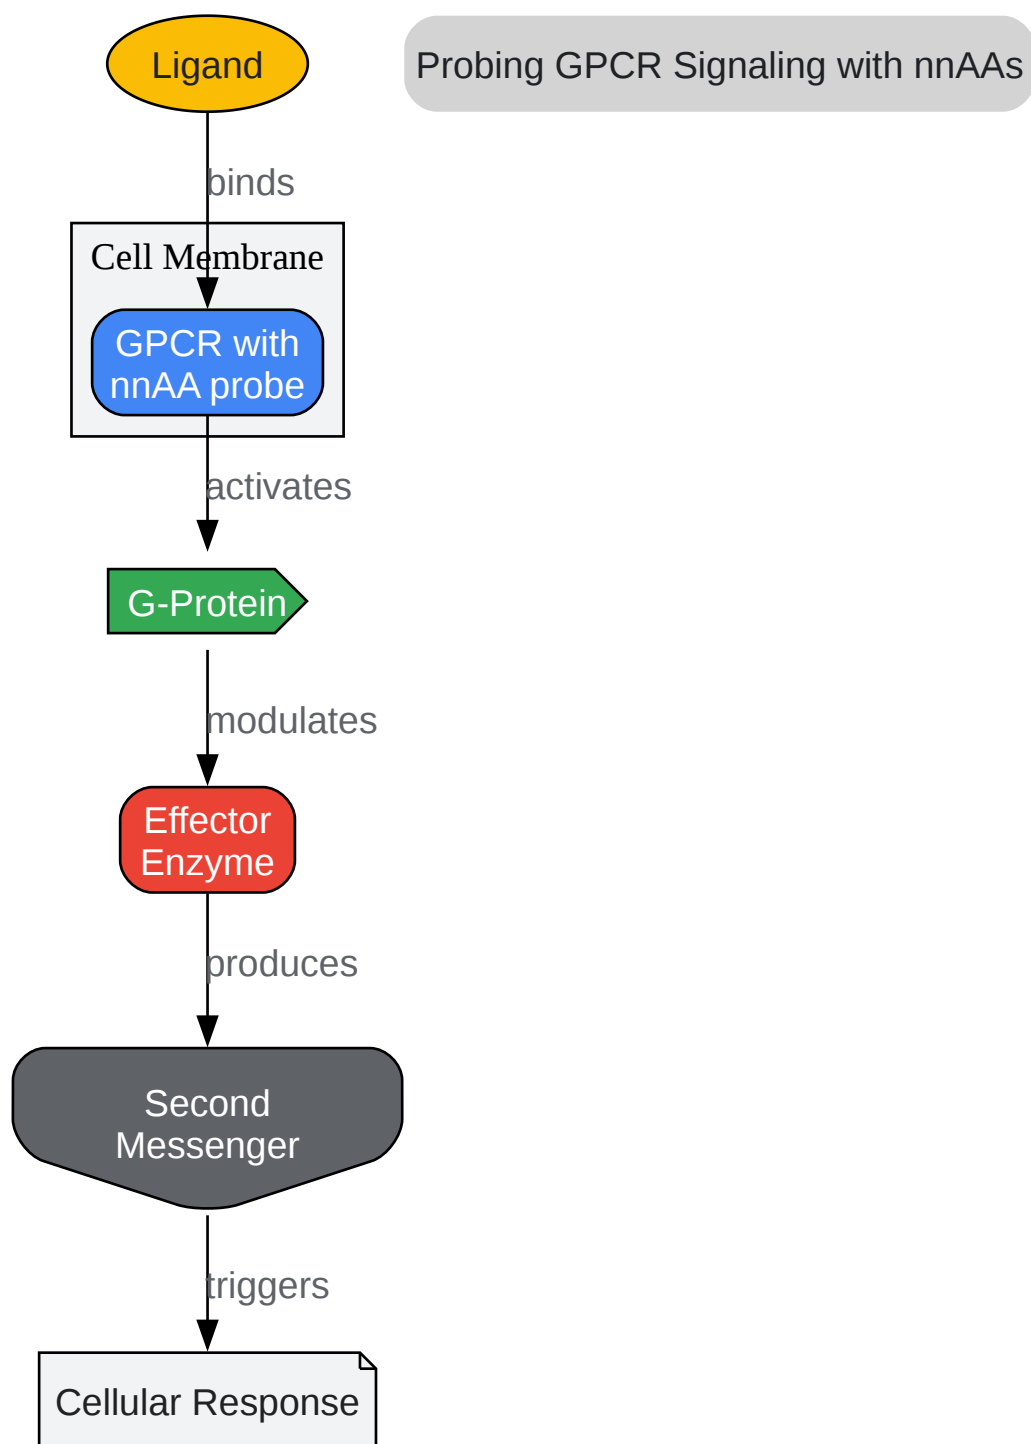 Ligand
Probing GPCR Signaling with nnAAs
binds
Cell Membrane
GPCR with
nnAA probe
activates
G-Protein
modulates
Effector
Enzyme
produces
Second
Messenger
triggers
Cellular Response